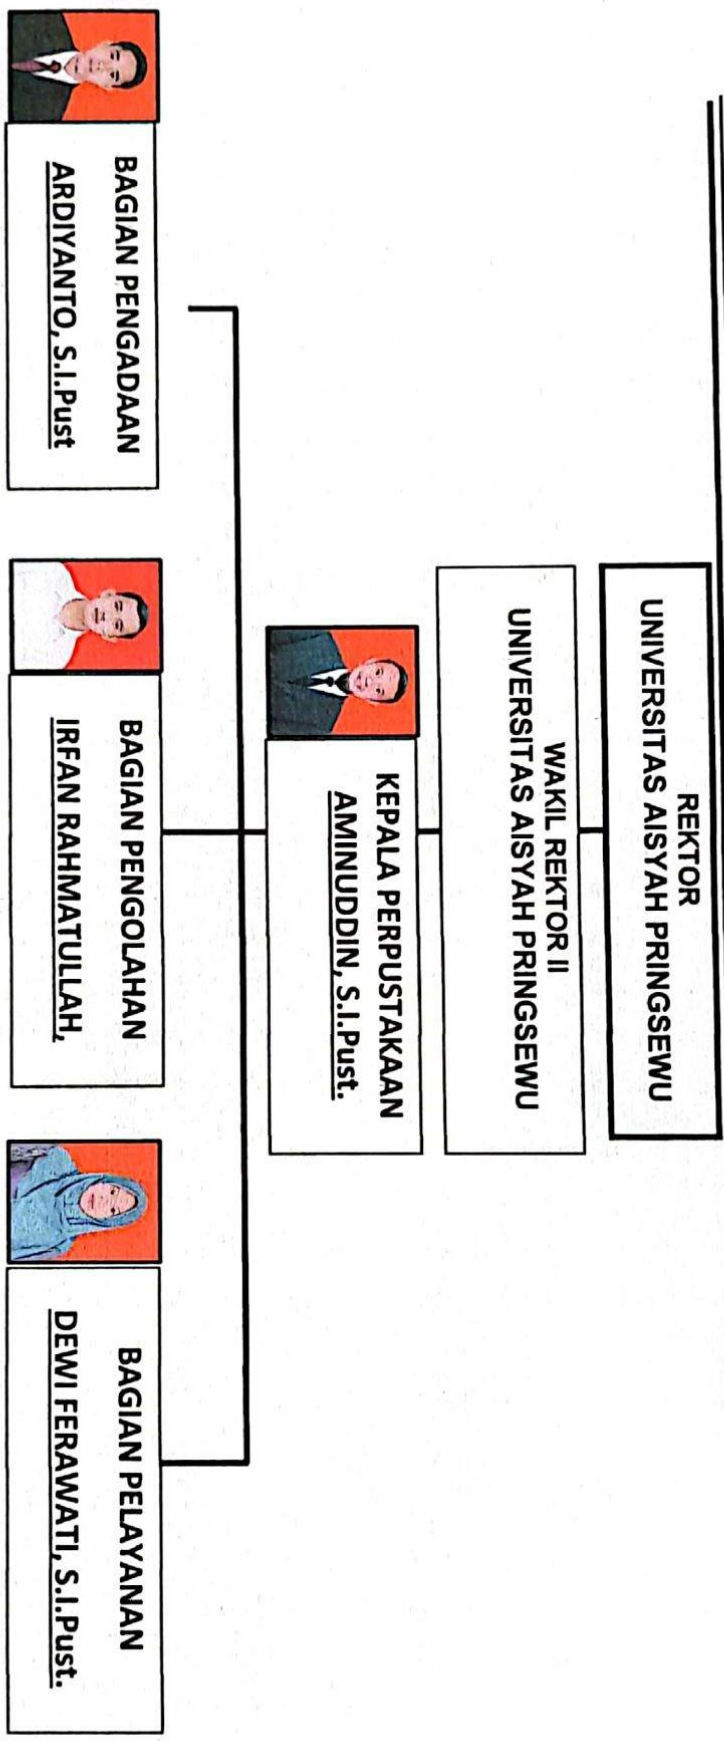 REKTOR
UNIVERSITAS AISYAH PRINGSEWU
WAKIL REKTOR II
UNIVERSITAS AISYAH PRINGSEWU
KEPALA PERPUSTAKAAN
AMINUDDIN, S.I.Pust.
BAGIAN PENGADAAN
ARDIYANTO, S.I.Pust
BAGIAN PENGOLAHAN
IRFAN RAHMATULLAH,
BAGIAN PELAYANAN
DEWI FERAWATI, S.I.Pust.